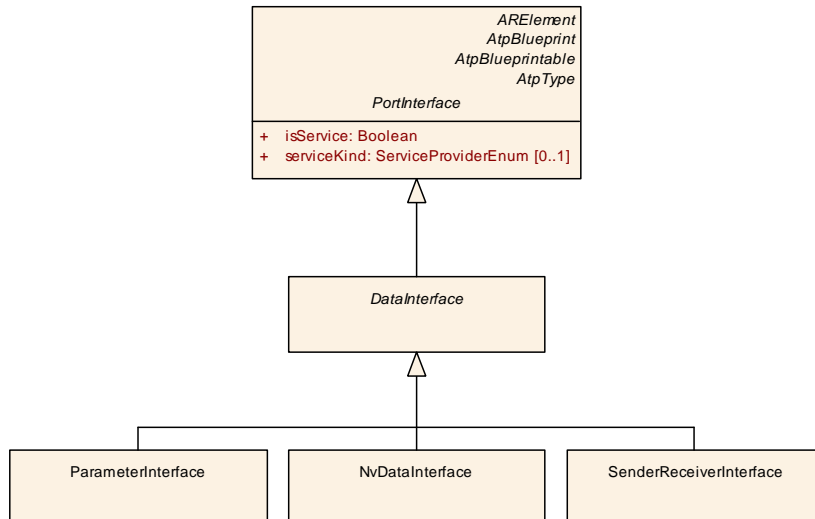 ARElement
AtpBlueprint
AtpBlueprintable
AtpType
PortInterface
+ isService: Boolean
+ serviceKind: ServiceProviderEnum [0..1]
DataInterface
ParameterInterface
NvDataInterface
SenderReceiverInterface